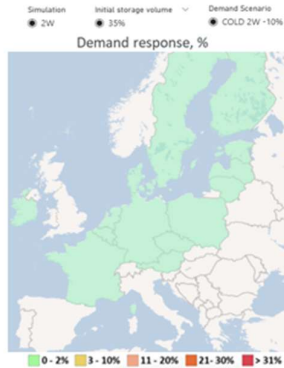 Simulation Initial storage volume Demand Scenario
2W 35% COLD 2W -10%
Demand response, %
0 - 2% 3 - 10% 11 - 20% 21- 30% > 31%